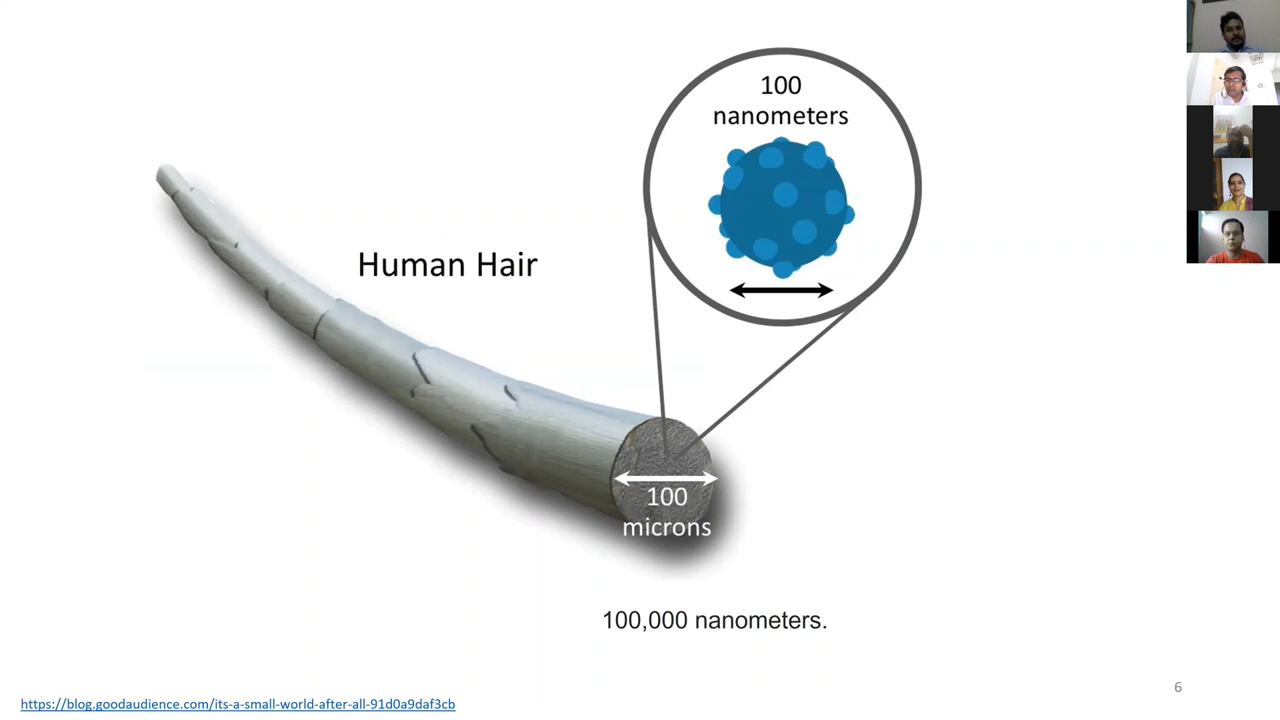 100
nanometers
Human Hair
100
microns
100,000 nanometers.
6
https://blog.goodaudience.com/its-a-small-world-after-all-91d0a9daf3cb